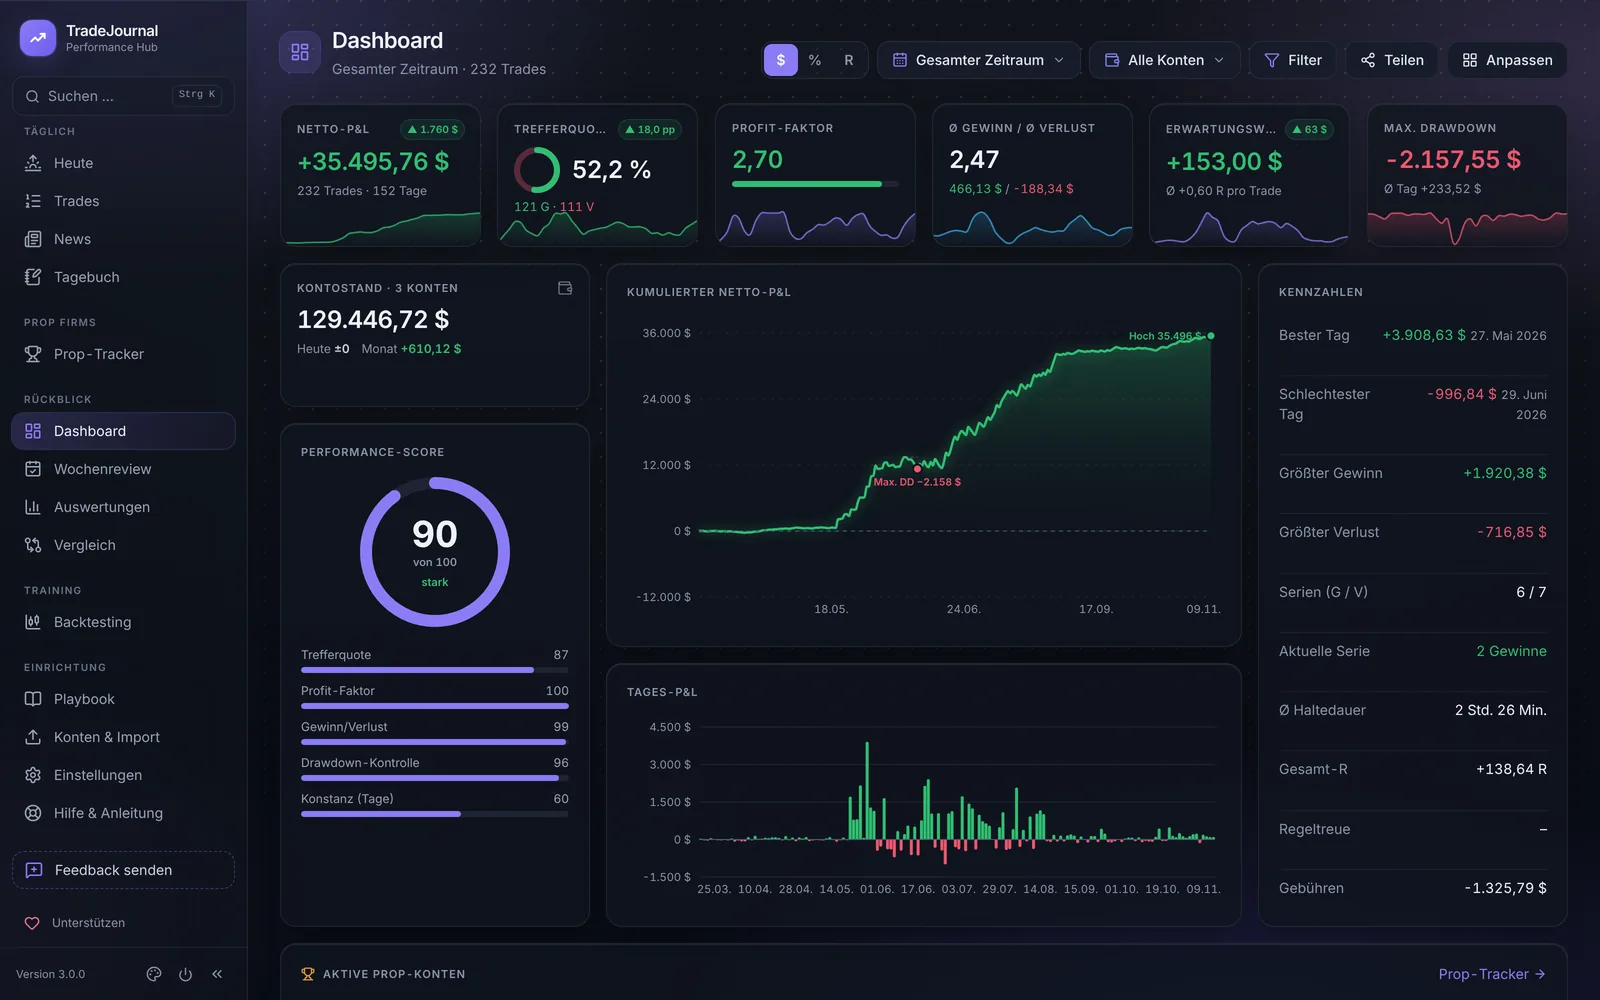 TradeJournal
Performance Hub
Suchen ...
Strg K
TÄGLICH
Heute
Trades
News
Tagebuch
PROP FIRMS
Prop-Tracker
RÜCKBLICK
Dashboard
Wochenreview
Auswertungen
Vergleich
TRAINING
Backtesting
EINRICHTUNG
Playbook
Konten & Import
Einstellungen
Hilfe & Anleitung
Feedback senden
Unterstützen
Version 3.0.0
Dashboard
Gesamter Zeitraum · 232 Trades
$ % R
Gesamter Zeitraum
Alle Konten
Filter
Teilen
Anpassen
NETTO-P&L ▲ 1.760 $
+35.495,76 $
232 Trades · 152 Tage
TREFFERQUO... ▲ 18,0 pp
52,2 %
121 G · 111 V
PROFIT-FAKTOR
2,70
Ø GEWINN / Ø VERLUST
2,47
466,13 $ / -188,34 $
ERWARTUNGSW... ▲ 63 $
+153,00 $
Ø +0,60 R pro Trade
MAX. DRAWDOWN
-2.157,55 $
Ø Tag +233,52 $
KONTOSTAND · 3 KONTEN
129.446,72 $
Heute ±0 Monat +610,12 $
PERFORMANCE-SCORE
90
von 100
stark
Trefferquote 87
Profit-Faktor 100
Gewinn/Verlust 99
Drawdown-Kontrolle 96
Konstanz (Tage) 60
KUMULIERTER NETTO-P&L
36.000 $
Hoch 35.496 $
24.000 $
12.000 $
Max. DD −2.158 $
0 $
-12.000 $
18.05. 24.06. 17.09. 09.11.
TAGES-P&L
4.500 $
3.000 $
1.500 $
0 $
-1.500 $
25.03. 10.04. 28.04. 14.05. 01.06. 17.06. 03.07. 29.07. 14.08. 15.09. 01.10. 19.10. 09.11.
KENNZAHLEN
Bester Tag +3.908,63 $ 27. Mai 2026
Schlechtester -996,84 $ 29. Juni
Tag 2026
Größter Gewinn +1.920,38 $
Größter Verlust -716,85 $
Serien (G / V) 6 / 7
Aktuelle Serie 2 Gewinne
Ø Haltedauer 2 Std. 26 Min.
Gesamt-R +138,64 R
Regeltreue –
Gebühren -1.325,79 $
AKTIVE PROP-KONTEN
Prop-Tracker →